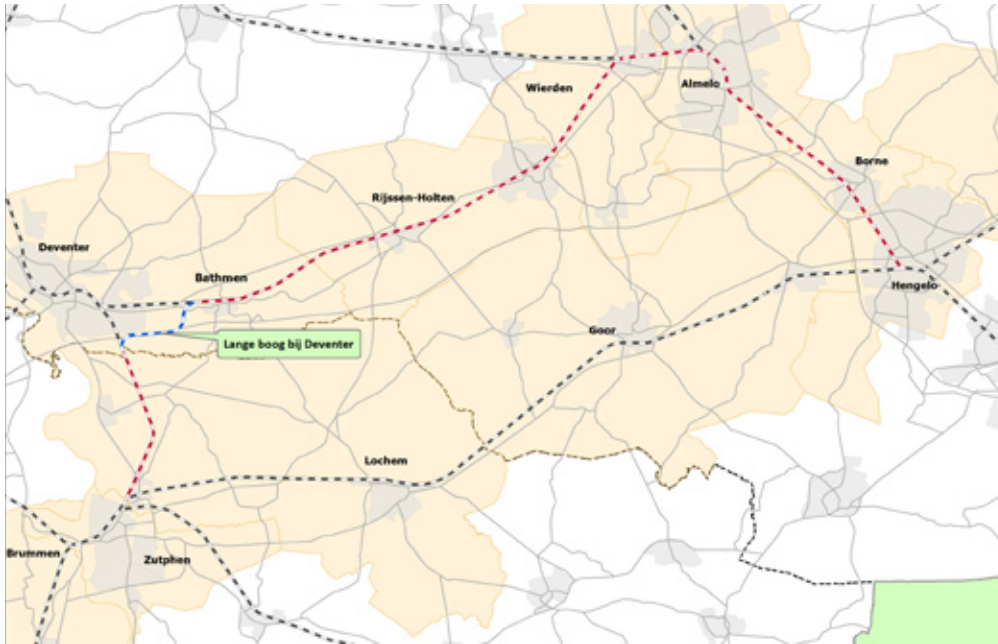 Wierden
Almelo
Borne
Rijssen-Holten
Deventer
Bathmen
Hengelo
Goor
Lange boog bij Deventer
Lochem
Brummen
Zutphen